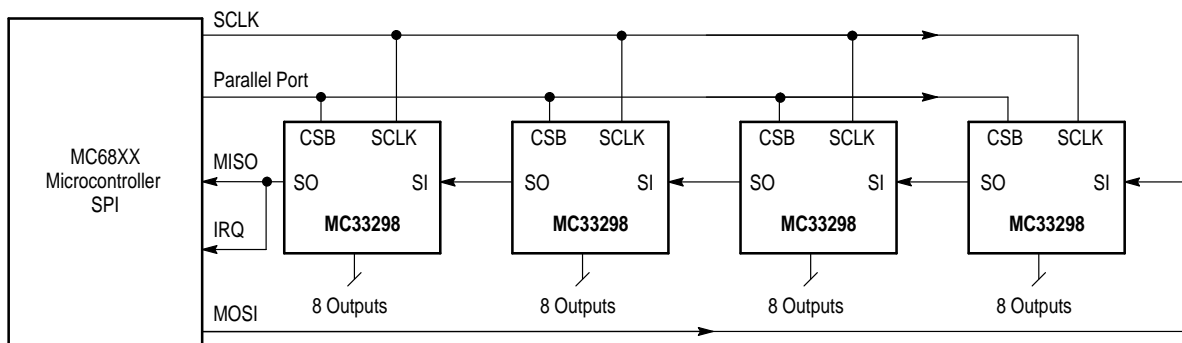 SCLK
Parallel Port
CSB SCLK
CSB SCLK
CSB SCLK
CSB SCLK
MC68XX
Microcontroller
SPI
MISO
IRQ
MOSI
SO SI
SO SI
SO SI
SO SI
MC33298
MC33298
MC33298
MC33298
8 Outputs
8 Outputs
8 Outputs
8 Outputs